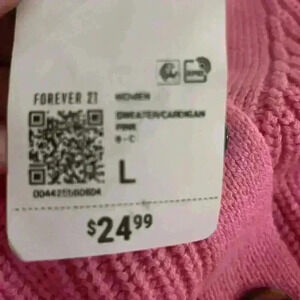 FOREVER 21
WOMEN
SWEATER/CARDIGAN
PINK
L
$24.99